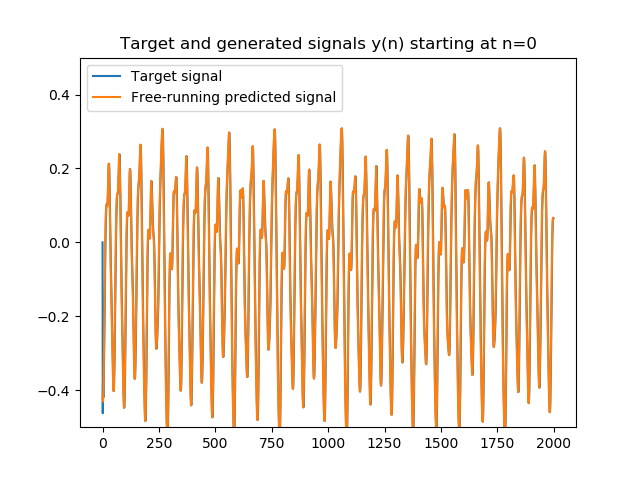 Target and generated signals y(n) starting at n=0
Target signal
Free-running predicted signal
0.4
0.2
0.0
−0.2
−0.4
0 250 500 750 1000 1250 1500 1750 2000